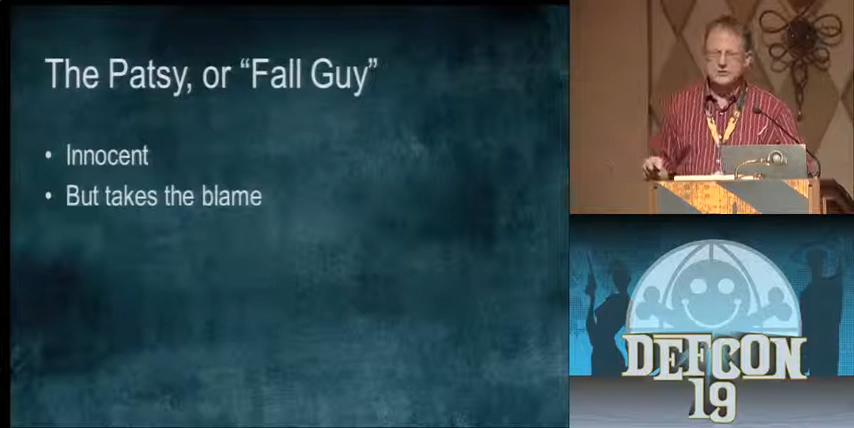 The Patsy, or “Fall Guy”
• Innocent
• But takes the blame
DEFCON
19